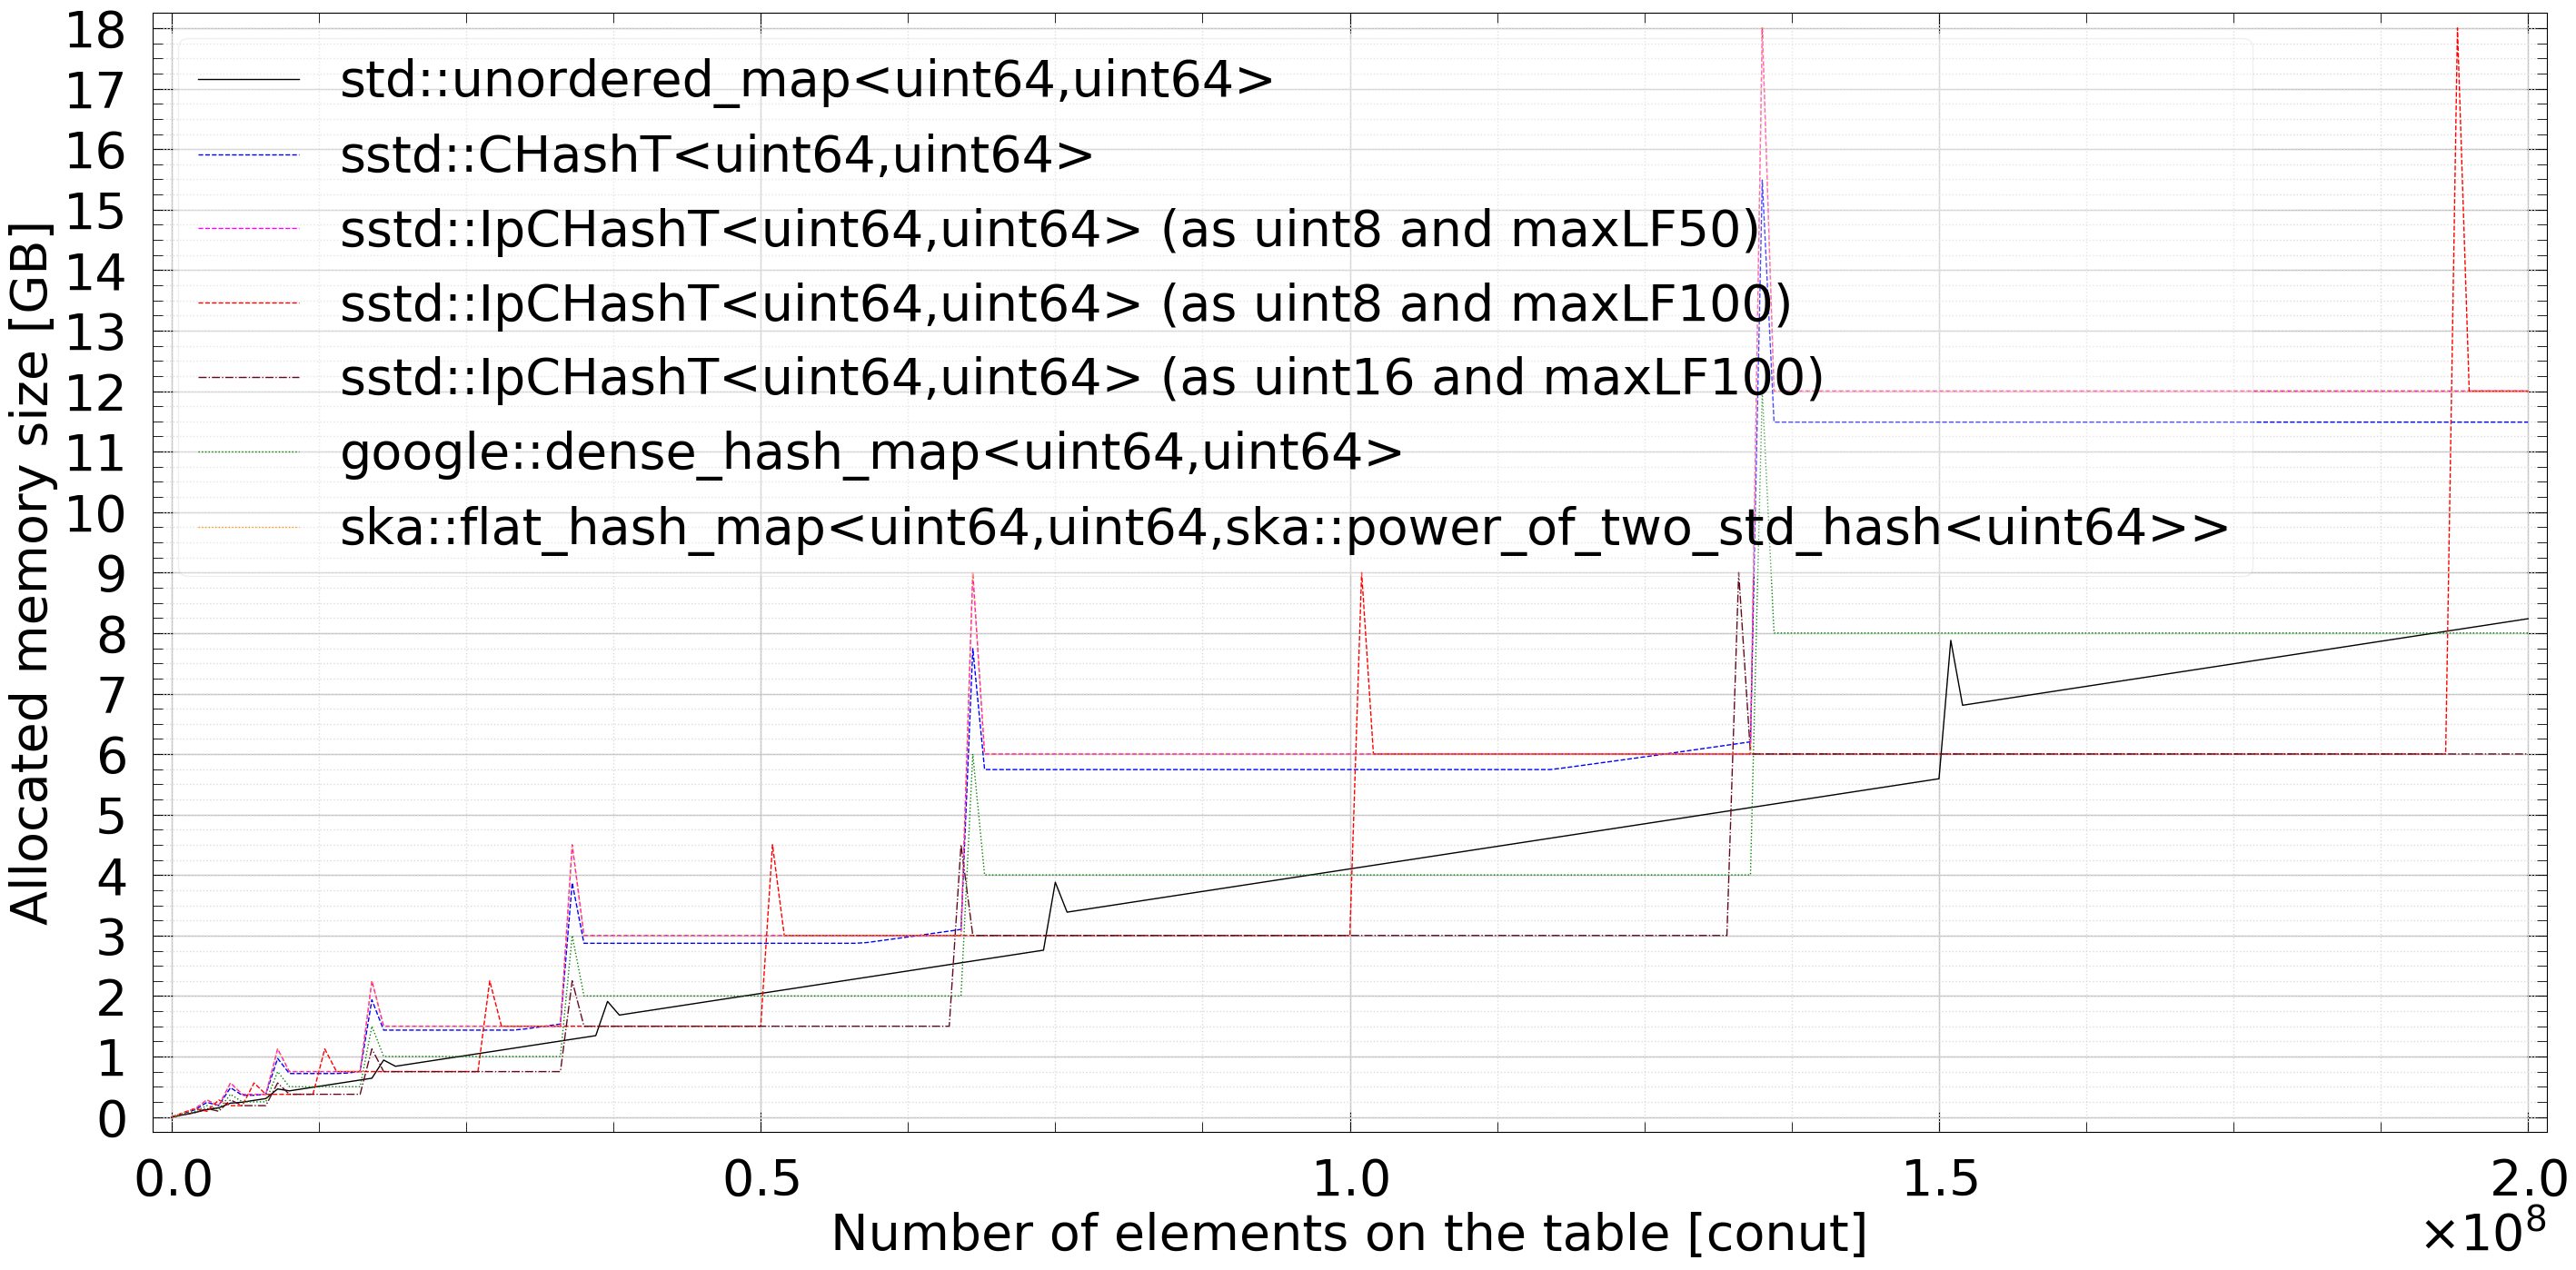 18
17
16
15
14
13
12
11
10
9
8
7
6
5
4
3
2
1
0
Allocated memory size [GB]
std::unordered_map<uint64,uint64>
sstd::CHashT<uint64,uint64>
sstd::IpCHashT<uint64,uint64> (as uint8 and maxLF50)
sstd::IpCHashT<uint64,uint64> (as uint8 and maxLF100)
sstd::IpCHashT<uint64,uint64> (as uint16 and maxLF100)
google::dense_hash_map<uint64,uint64>
ska::flat_hash_map<uint64,uint64,ska::power_of_two_std_hash<uint64>>
0.0 0.5 1.0 1.5 2.0
Number of elements on the table [conut]
×10⁸